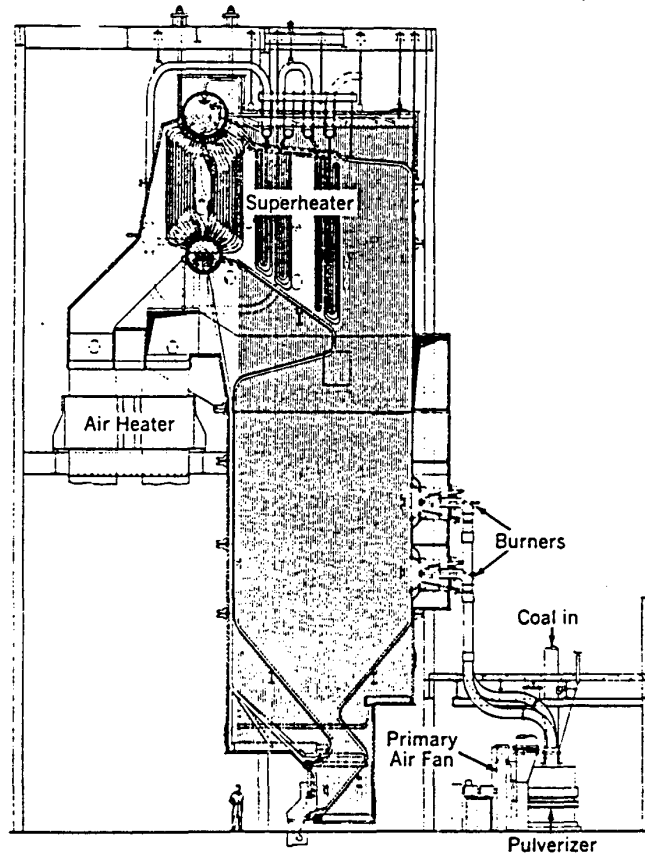 Superheater
Air Heater
Burners
Coal in
Primary
Air Fan
Pulverizer